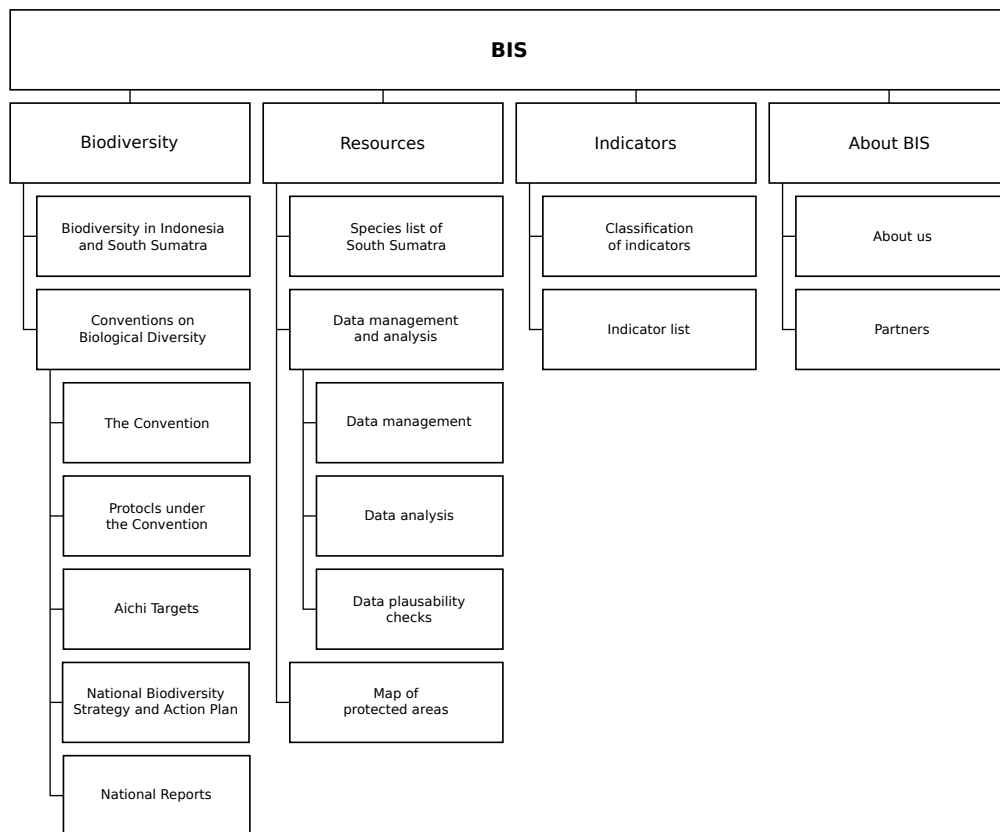 BIS
Biodiversity
Biodiversity in Indonesia
and South Sumatra
Conventions on
Biological Diversity
The Convention
Protocls under
the Convention
Aichi Targets
National Biodiversity
Strategy and Action Plan
National Reports
Resources
Species list of
South Sumatra
Data management
and analysis
Data management
Data analysis
Data plausability
checks
Map of
protected areas
Indicators
Classification
of indicators
Indicator list
About BIS
About us
Partners